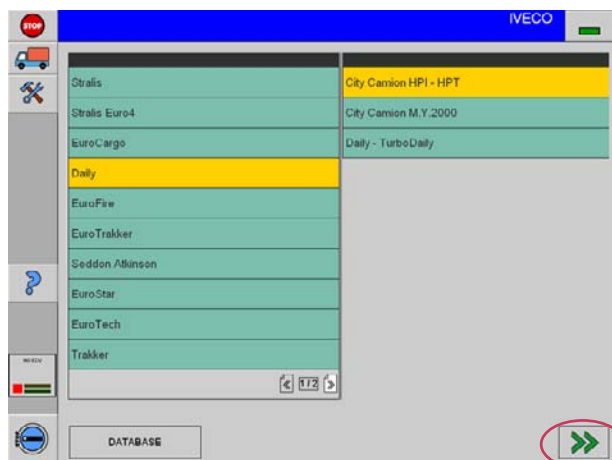 STOP
IVECO
Stralis
City Camion HPI - HPT
Stralis Euro4
City Camion M.Y.2000
EuroCargo
Daily - TurboDaily
Daily
EuroFire
EuroTrakker
Seddon Atkinson
EuroStar
EuroTech
Trakker
1/2
STOP
DATABASE